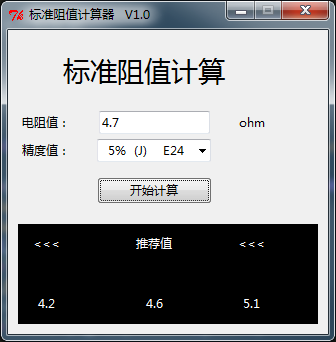 标准阻值计算器 V1.0
标准阻值计算
电阻值： 4.7 ohm
精度值： 5% (J) E24
开始计算
<<< 推荐值 <<<
4.2 4.6 5.1